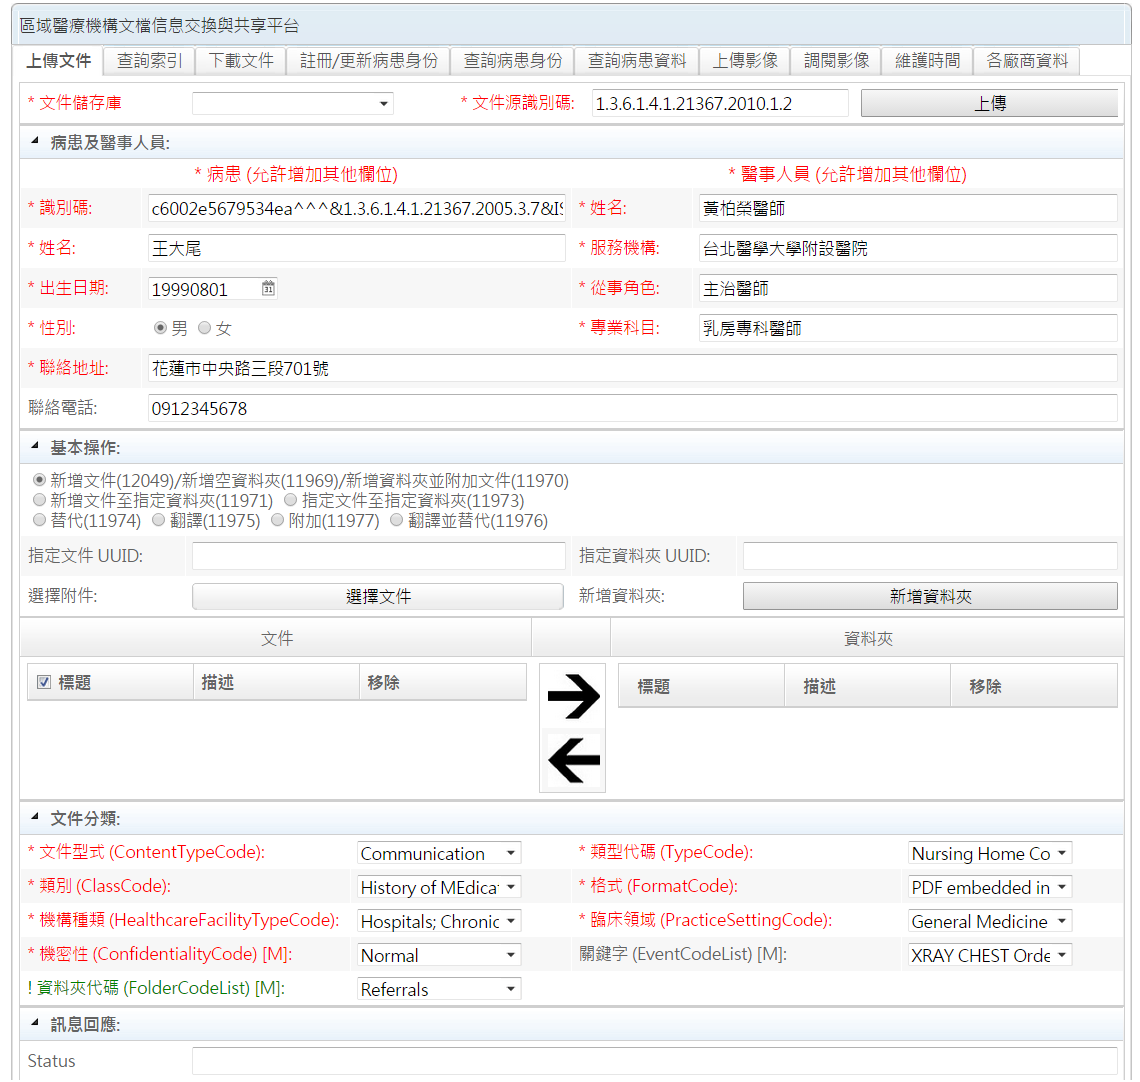 區域醫療機構文檔信息交換與共享平台
上傳文件 查詢索引 下載文件 註冊/更新病患身份 查詢病患身份 查詢病患資料 上傳影像 調閱影像 維護時間 各廠商資料
* 文件儲存庫 * 文件源識別碼: 1.3.6.1.4.1.21367.2010.1.2 上傳
病患及醫事人員:
* 病患 (允許增加其他欄位) * 醫事人員 (允許增加其他欄位)
* 識別碼: c6002e5679534ea^^^&1.3.6.1.4.1.21367.2005.3.7&IS * 姓名: 黃柏榮醫師
* 姓名: 王大尾 * 服務機構: 台北醫學大學附設醫院
* 出生日期: 19990801 31 * 從事角色: 主治醫師
* 性別: 男 女 * 專業科目: 乳房專科醫師
* 聯絡地址: 花蓮市中央路三段701號
聯絡電話: 0912345678
基本操作:
新增文件(12049)/新增空資料夾(11969)/新增資料夾並附加文件(11970)
新增文件至指定資料夾(11971) 指定文件至指定資料夾(11973)
替代(11974) 翻譯(11975) 附加(11977) 翻譯並替代(11976)
指定文件 UUID: 指定資料夾 UUID:
選擇附件: 選擇文件 新增資料夾: 新增資料夾
文件 資料夾
標題 描述 移除 標題 描述 移除
文件分類:
* 文件型式 (ContentTypeCode): Communication * 類型代碼 (TypeCode): Nursing Home Co
* 類別 (ClassCode): History of MEdicat * 格式 (FormatCode): PDF embedded in
* 機構種類 (HealthcareFacilityTypeCode): Hospitals; Chronic * 臨床領域 (PracticeSettingCode): General Medicine
* 機密性 (ConfidentialityCode) [M]: Normal 關鍵字 (EventCodeList) [M]: XRAY CHEST Orde
! 資料夾代碼 (FolderCodeList) [M]: Referrals
訊息回應:
Status